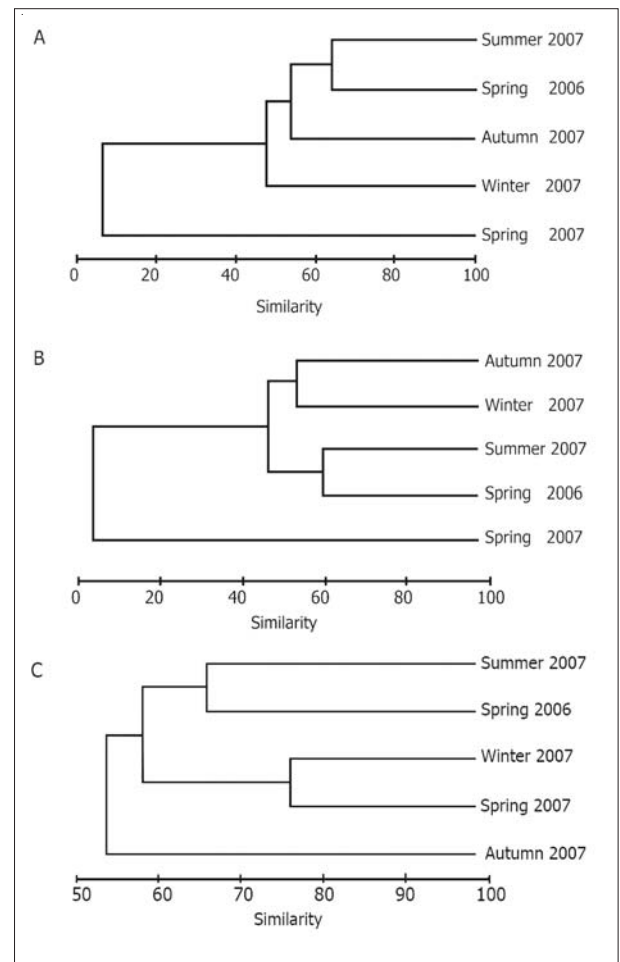 A
Summer 2007
Spring 2006
Autumn 2007
Winter 2007
Spring 2007
0 20 40 60 80 100
Similarity
B
Autumn 2007
Winter 2007
Summer 2007
Spring 2006
Spring 2007
0 20 40 60 80 100
Similarity
C
Summer 2007
Spring 2006
Winter 2007
Spring 2007
Autumn 2007
50 60 70 80 90 100
Similarity